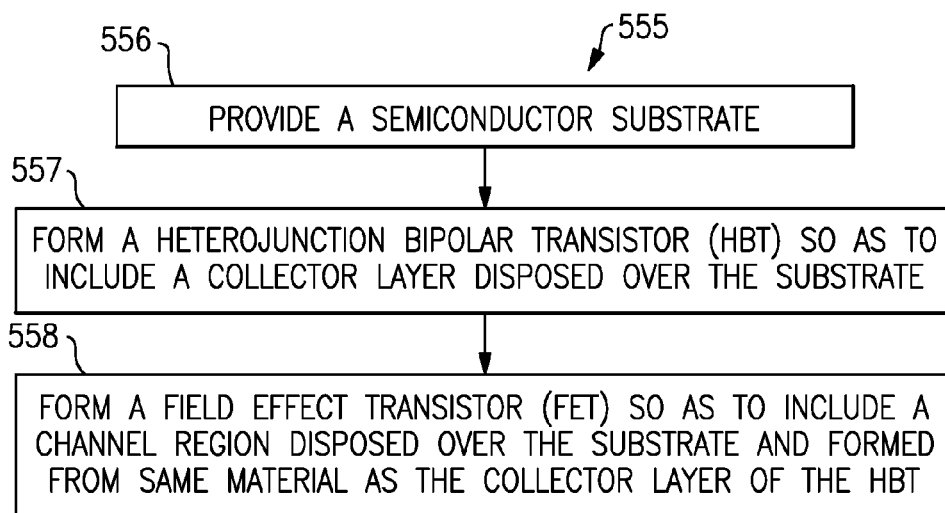 555
556
PROVIDE A SEMICONDUCTOR SUBSTRATE
557
FORM A HETEROJUNCTION BIPOLAR TRANSISTOR (HBT) SO AS TO
INCLUDE A COLLECTOR LAYER DISPOSED OVER THE SUBSTRATE
558
FORM A FIELD EFFECT TRANSISTOR (FET) SO AS TO INCLUDE A
CHANNEL REGION DISPOSED OVER THE SUBSTRATE AND FORMED
FROM SAME MATERIAL AS THE COLLECTOR LAYER OF THE HBT